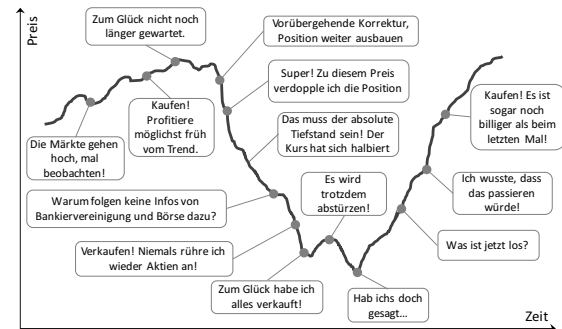 Preis
Zum Glück nicht noch
länger gewartet.
Vorübergehende Korrektur,
Position weiter ausbauen
Super! Zu diesem Preis
verdopple ich die Position
Kaufen!
Profitiere
möglichst früh
vom Trend.
Kaufen! Es ist
sogar noch
billiger als beim
letzten Mal!
Das muss der absolute
Tiefstand sein! Der
Kurs hat sich halbiert
Die Märkte gehen
hoch, mal
beobachten!
Es wird
trotzdem
abstürzen!
Ich wusste, dass
das passieren
würde!
Warum folgen keine Infos von
Bankiervereinigung und Börse dazu?
Verkaufen! Niemals rühre ich
wieder Aktien an!
Was ist jetzt los?
Zum Glück habe ich
alles verkauft!
Hab ichs doch
gesagt...
Zeit